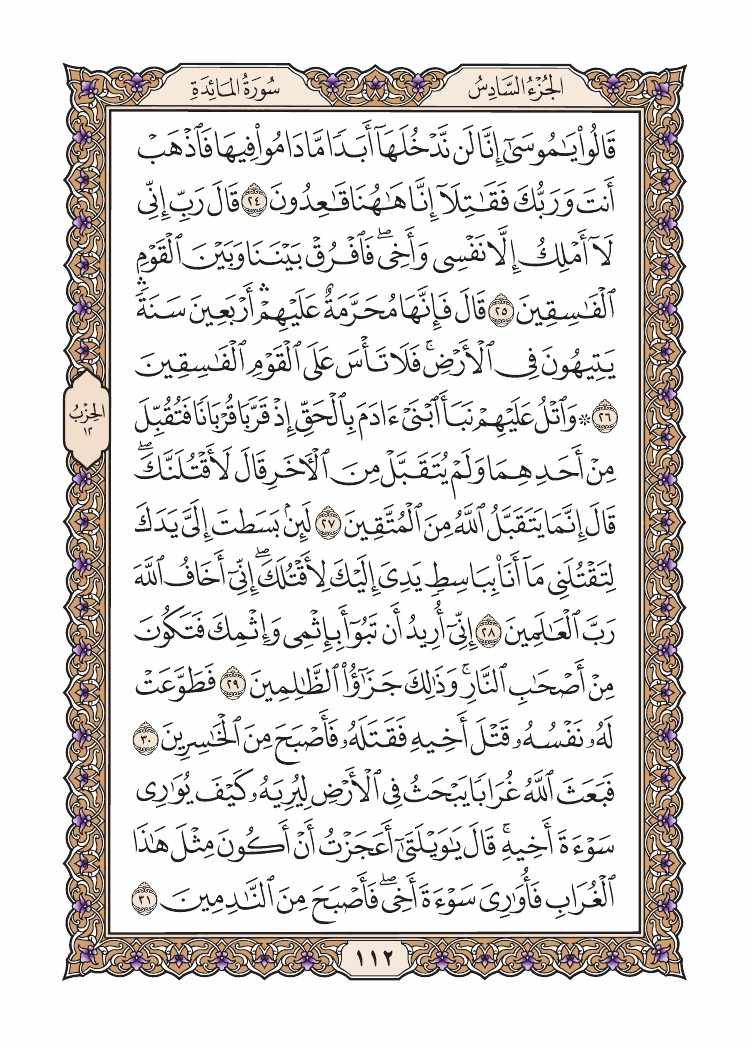 الجُزْءُ السَّادِسُ
سُورَةُ المَائِدَةِ
قَالُوا۟ يَـٰمُوسَىٰٓ إِنَّا لَن نَّدْخُلَهَآ أَبَدًا مَّا دَامُوا۟ فِيهَا فَٱذْهَبْ
أَنتَ وَرَبُّكَ فَقَـٰتِلَآ إِنَّا هَـٰهُنَا قَـٰعِدُونَ ٢٤ قَالَ رَبِّ إِنِّى
لَآ أَمْلِكُ إِلَّا نَفْسِى وَأَخِى ۖ فَٱفْرُقْ بَيْنَنَا وَبَيْنَ ٱلْقَوْمِ
ٱلْفَـٰسِقِينَ ٢٥ قَالَ فَإِنَّهَا مُحَرَّمَةٌ عَلَيْهِمْ ۛ أَرْبَعِينَ سَنَةً ۛ
يَتِيهُونَ فِى ٱلْأَرْضِ ۚ فَلَا تَأْسَ عَلَى ٱلْقَوْمِ ٱلْفَـٰسِقِينَ
٢٦ ۞ وَٱتْلُ عَلَيْهِمْ نَبَأَ ٱبْنَىْ ءَادَمَ بِٱلْحَقِّ إِذْ قَرَّبَا قُرْبَانًا فَتُقُبِّلَ
مِنْ أَحَدِهِمَا وَلَمْ يُتَقَبَّلْ مِنَ ٱلْـَٔاخَرِ قَالَ لَأَقْتُلَنَّكَ ۖ
قَالَ إِنَّمَا يَتَقَبَّلُ ٱللَّهُ مِنَ ٱلْمُتَّقِينَ ٢٧ لَئِنۢ بَسَطتَ إِلَىَّ يَدَكَ
لِتَقْتُلَنِى مَآ أَنَا۠ بِبَاسِطٍ يَدِىَ إِلَيْكَ لِأَقْتُلَكَ ۖ إِنِّىٓ أَخَافُ ٱللَّهَ
رَبَّ ٱلْعَـٰلَمِينَ ٢٨ إِنِّىٓ أُرِيدُ أَن تَبُوٓأَ بِإِثْمِى وَإِثْمِكَ فَتَكُونَ
مِنْ أَصْحَـٰبِ ٱلنَّارِ ۚ وَذَٰلِكَ جَزَٰٓؤُا۟ ٱلظَّـٰلِمِينَ ٢٩ فَطَوَّعَتْ
لَهُۥ نَفْسُهُۥ قَتْلَ أَخِيهِ فَقَتَلَهُۥ فَأَصْبَحَ مِنَ ٱلْخَـٰسِرِينَ ٣٠
فَبَعَثَ ٱللَّهُ غُرَابًا يَبْحَثُ فِى ٱلْأَرْضِ لِيُرِيَهُۥ كَيْفَ يُوَٰرِى
سَوْءَةَ أَخِيهِ ۚ قَالَ يَـٰوَيْلَتَىٰٓ أَعَجَزْتُ أَنْ أَكُونَ مِثْلَ هَـٰذَا
ٱلْغُرَابِ فَأُوَٰرِىَ سَوْءَةَ أَخِى ۖ فَأَصْبَحَ مِنَ ٱلنَّـٰدِمِينَ ٣١
الحِزْبُ
١٢
١١٢